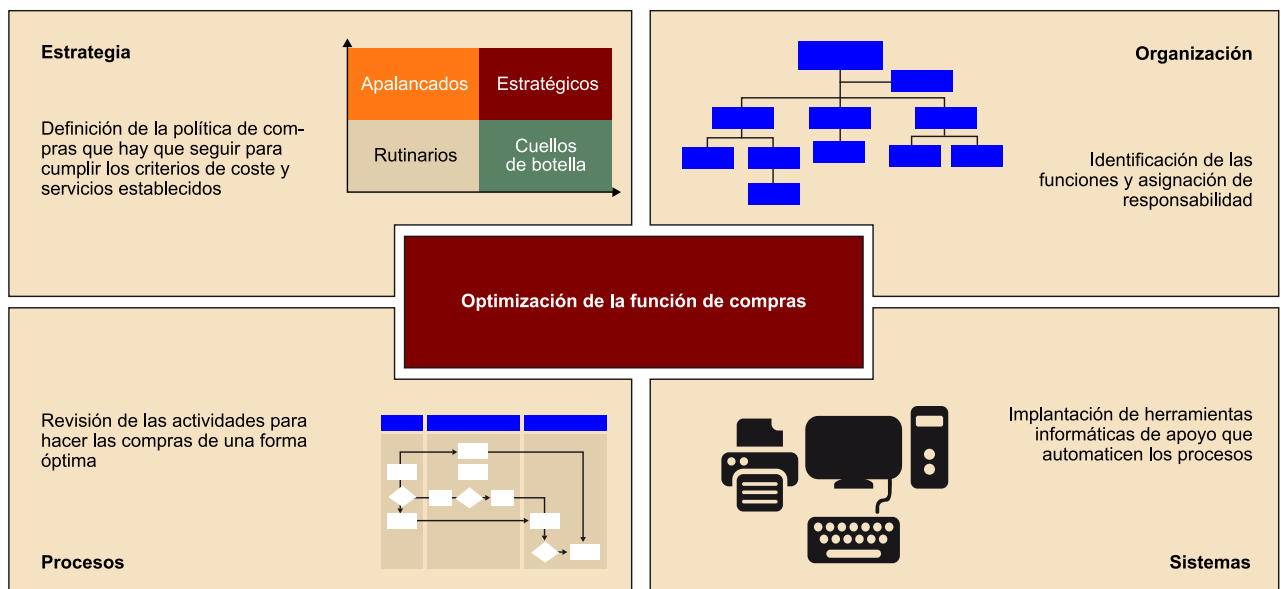 Estrategia
Definición de la política de com-
pras que hay que seguir para
cumplir los criterios de coste y
servicios establecidos
Apalancados
Estratégicos
Rutinarios
Cuellos
de botella
Organización
Identificación de las
funciones y asignación de
responsabilidad
Optimización de la función de compras
Revisión de las actividades para
hacer las compras de una forma
óptima
Procesos
Implantación de herramientas
informáticas de apoyo que
automaticen los procesos
Sistemas